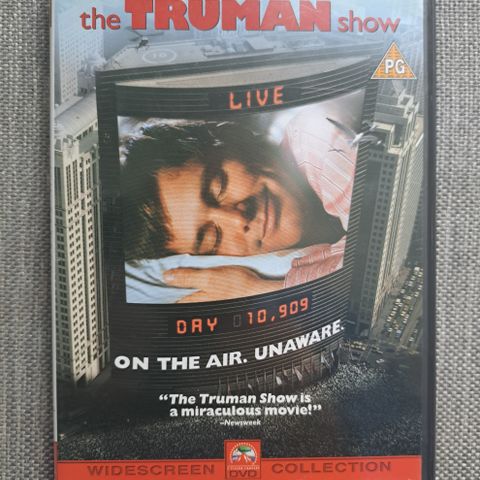 the TRUMAN show
PG
LIVE
DAY 10,909
ON THE AIR. UNAWARE.
"The Truman Show is
a miraculous movie!"
–Newsweek
WIDESCREEN DVD COLLECTION